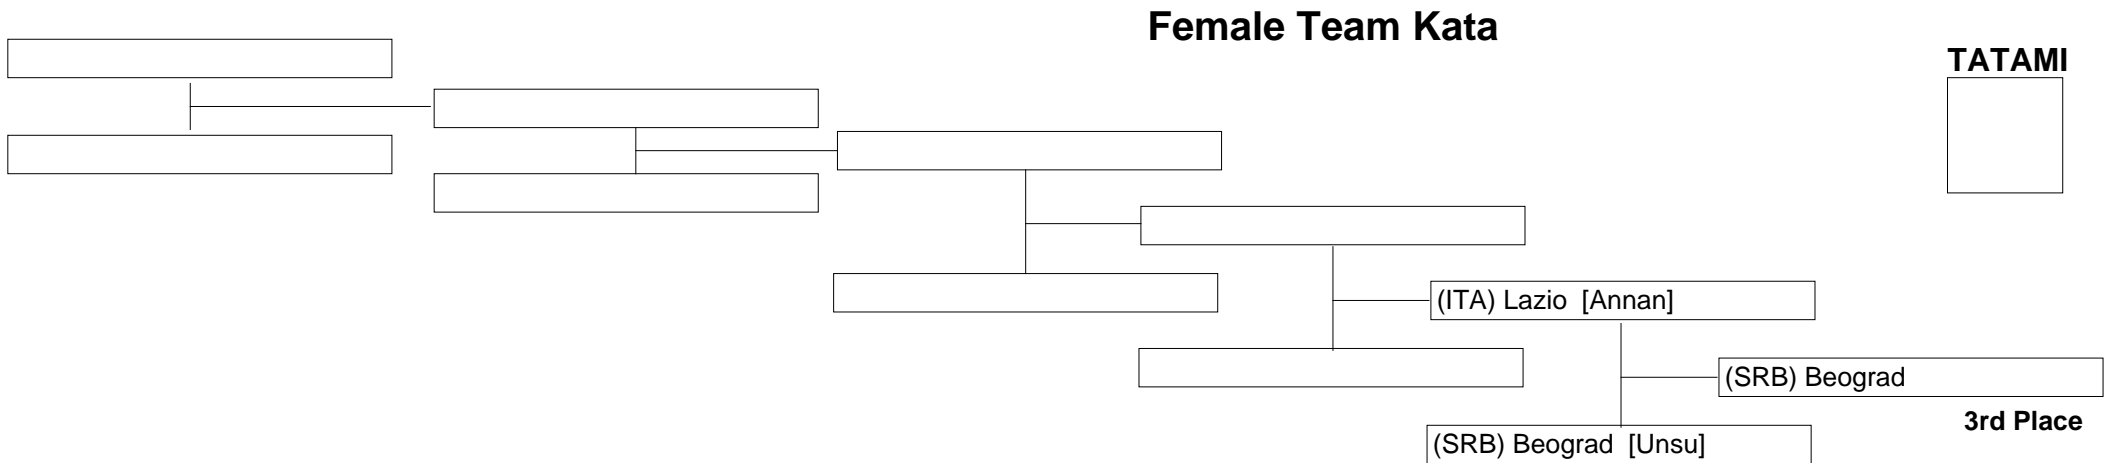 Female Team Kata
TATAMI
(ITA) Lazio  [Annan]
(SRB) Beograd
3rd Place
(SRB) Beograd  [Unsu]